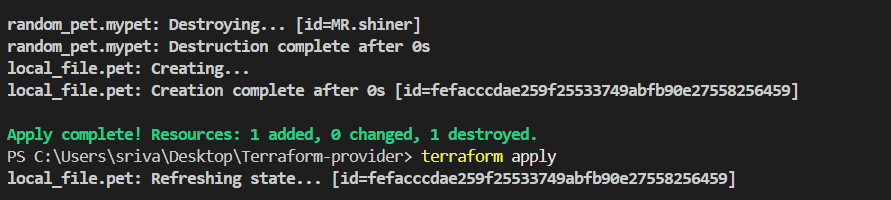 random_pet.mypet: Destroying... [id=MR.shiner]
random_pet.mypet: Destruction complete after 0s
local_file.pet: Creating...
local_file.pet: Creation complete after 0s [id=fefacccdae259f25533749abfb90e27558256459]
Apply complete! Resources: 1 added, 0 changed, 1 destroyed.
PS C:\Users\sriva\Desktop\Terraform-provider> terraform apply
local_file.pet: Refreshing state... [id=fefacccdae259f25533749abfb90e27558256459]